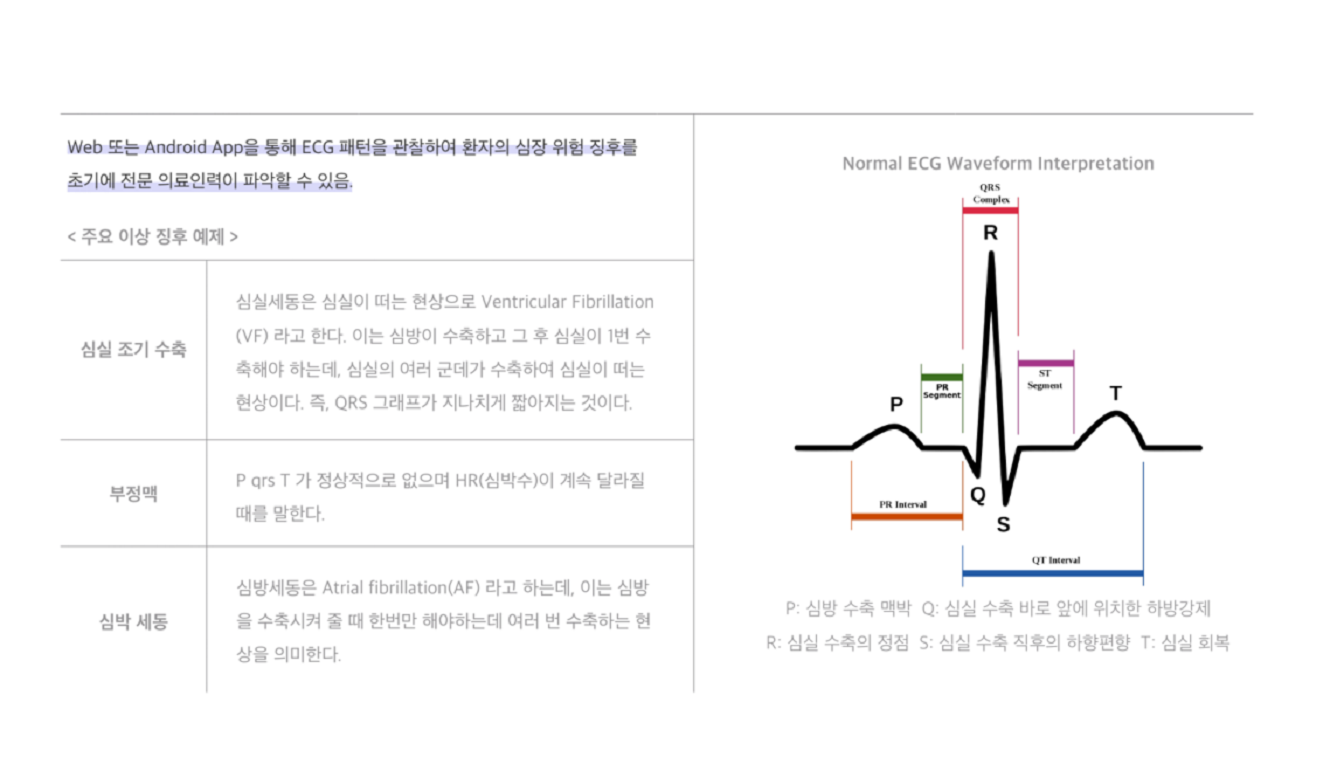 Web 또는 Android App을 통해 ECG 패턴을 관찰하여 환자의 심장 위험 징후를
초기에 전문 의료인력이 파악할 수 있음.
< 주요 이상 징후 예제 >
심실 조기 수축
심실세동은 심실이 떠는 현상으로 Ventricular Fibrillation
(VF) 라고 한다. 이는 심방이 수축하고 그 후 심실이 1번 수
축해야 하는데, 심실의 여러 군데가 수축하여 심실이 떠는
현상이다. 즉, QRS 그래프가 지나치게 짧아지는 것이다.
부정맥
P qrs T 가 정상적으로 없으며 HR(심박수)이 계속 달라질
때를 말한다.
심박 세동
심방세동은 Atrial fibrillation(AF) 라고 하는데, 이는 심방
을 수축시켜 줄 때 한번만 해야하는데 여러 번 수축하는 현
상을 의미한다.
Normal ECG Waveform Interpretation
QRS
Complex
R
PR
Segment
ST
Segment
P
T
Q
S
PR Interval
QT Interval
P: 심방 수축 맥박 Q: 심실 수축 바로 앞에 위치한 하방강제
R: 심실 수축의 정점 S: 심실 수축 직후의 하향편향 T: 심실 회복